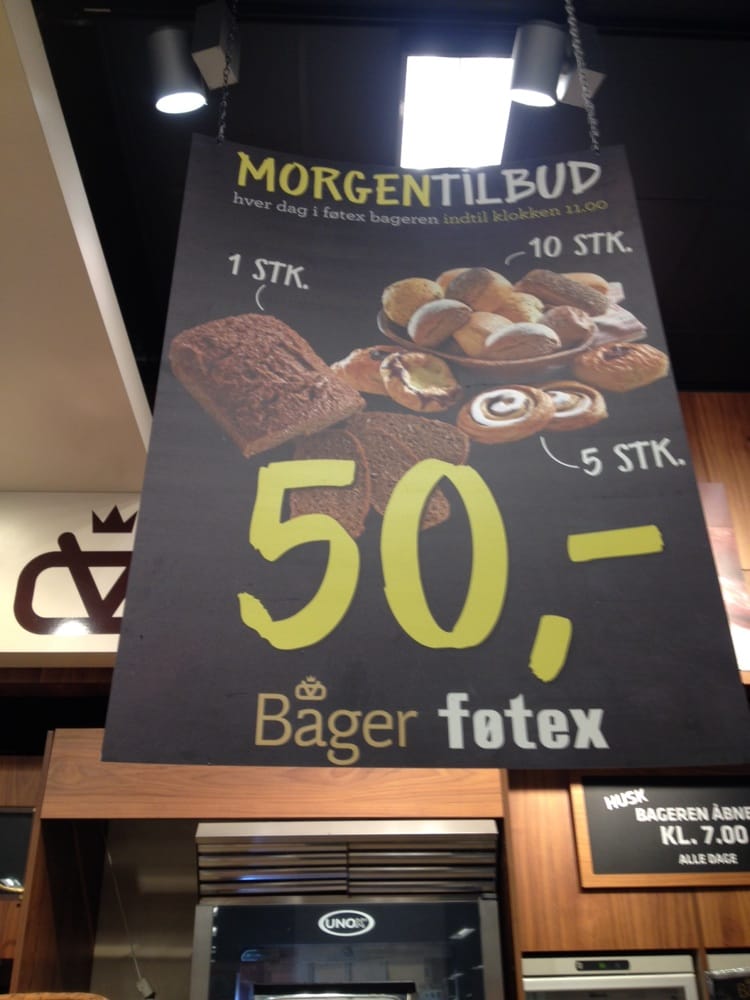 MORGENTILBUD
hver dag i føtex bageren indtil klokken 11.00
1 STK.
10 STK.
5 STK.
50,-
Bager føtex
HUSK
BAGEREN ÅBNE
KL. 7.00
ALLE DAGE
UNOX